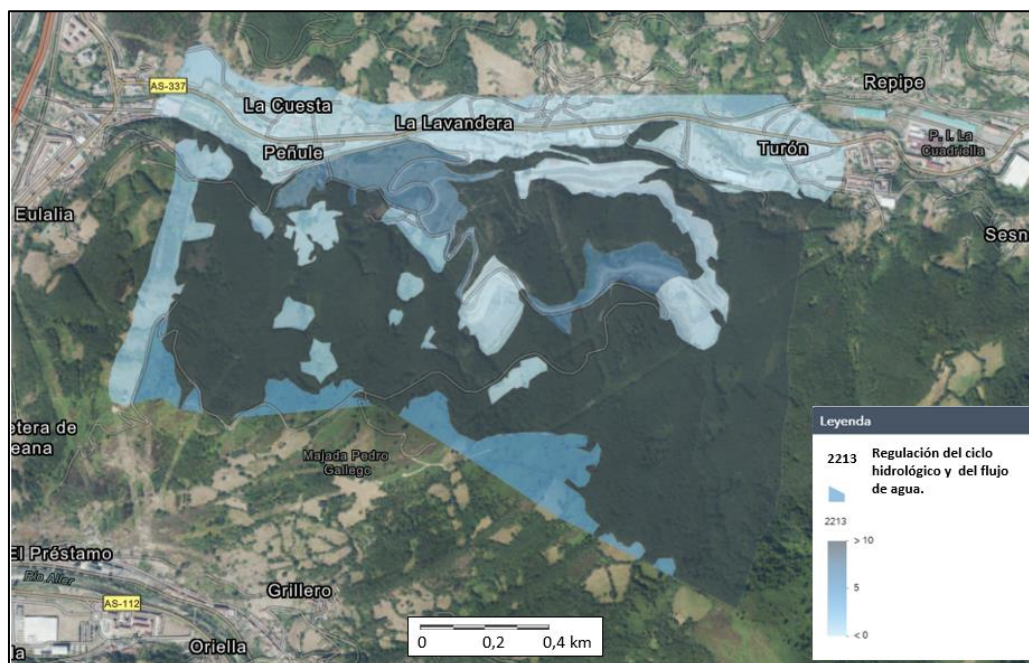 Repipe
AS-337
La Cuesta
La Lavandera
P. I. La
Cuadriella
Peñule
Turón
Eulalia
Sesn
Leyenda
2213 Regulación del ciclo
hidrológico y del flujo
de agua.
2213
> 10
5
< 0
etera de
eana
Majada Pedro
Gallego
El Préstamo
Río Aller
Grillero
AS-112
Oriella
la
0 0,2 0,4 km